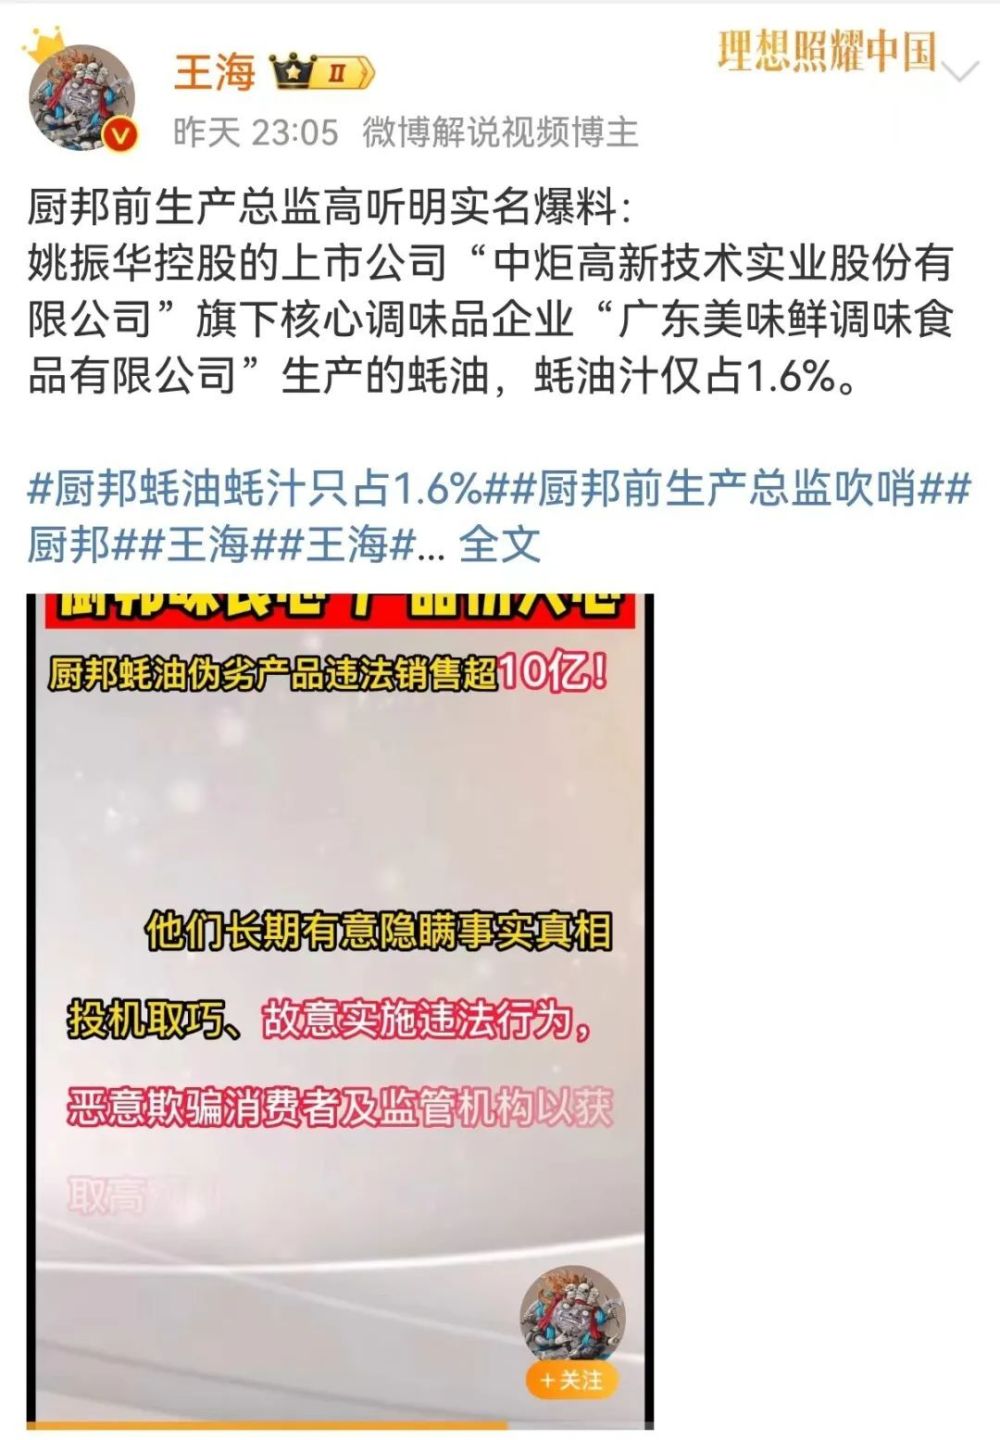 王海
Ⅱ
理想照耀中国
昨天 23:05 微博解说视频博主
厨邦前生产总监高听明实名爆料：
姚振华控股的上市公司“中炬高新技术实业股份有
限公司”旗下核心调味品企业“广东美味鲜调味食
品有限公司”生产的蚝油，蚝油汁仅占1.6%。
#厨邦蚝油蚝汁只占1.6%##厨邦前生产总监吹哨##
厨邦##王海##王海#... 全文
厨邦蚝油伪劣产品违法销售超10亿！
他们长期有意隐瞒事实真相
投机取巧、故意实施违法行为，
恶意欺骗消费者及监管机构以获
取高
+关注